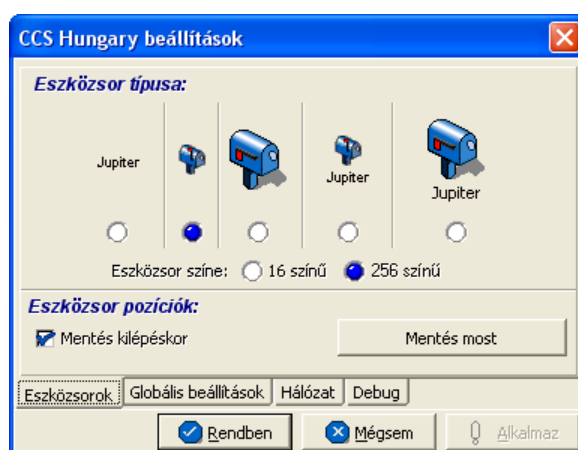 CCS Hungary beállítások
Eszközsor típusa:
Jupiter
Jupiter
Jupiter
Eszközsor színe: 16 színű 256 színű
Eszközsor pozíciók:
Mentés kilépéskor Mentés most
Eszközsorok Globális beállítások Hálózat Debug
Rendben Mégsem Alkalmaz